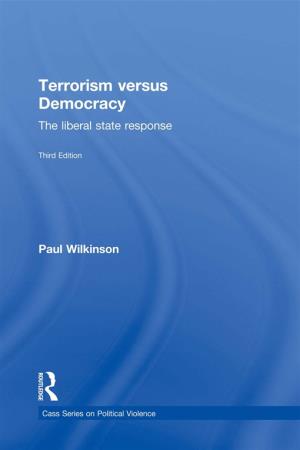 Terrorism versus
Democracy
The liberal state response
Third Edition
Paul Wilkinson
ROUTLEDGE
Cass Series on Political Violence